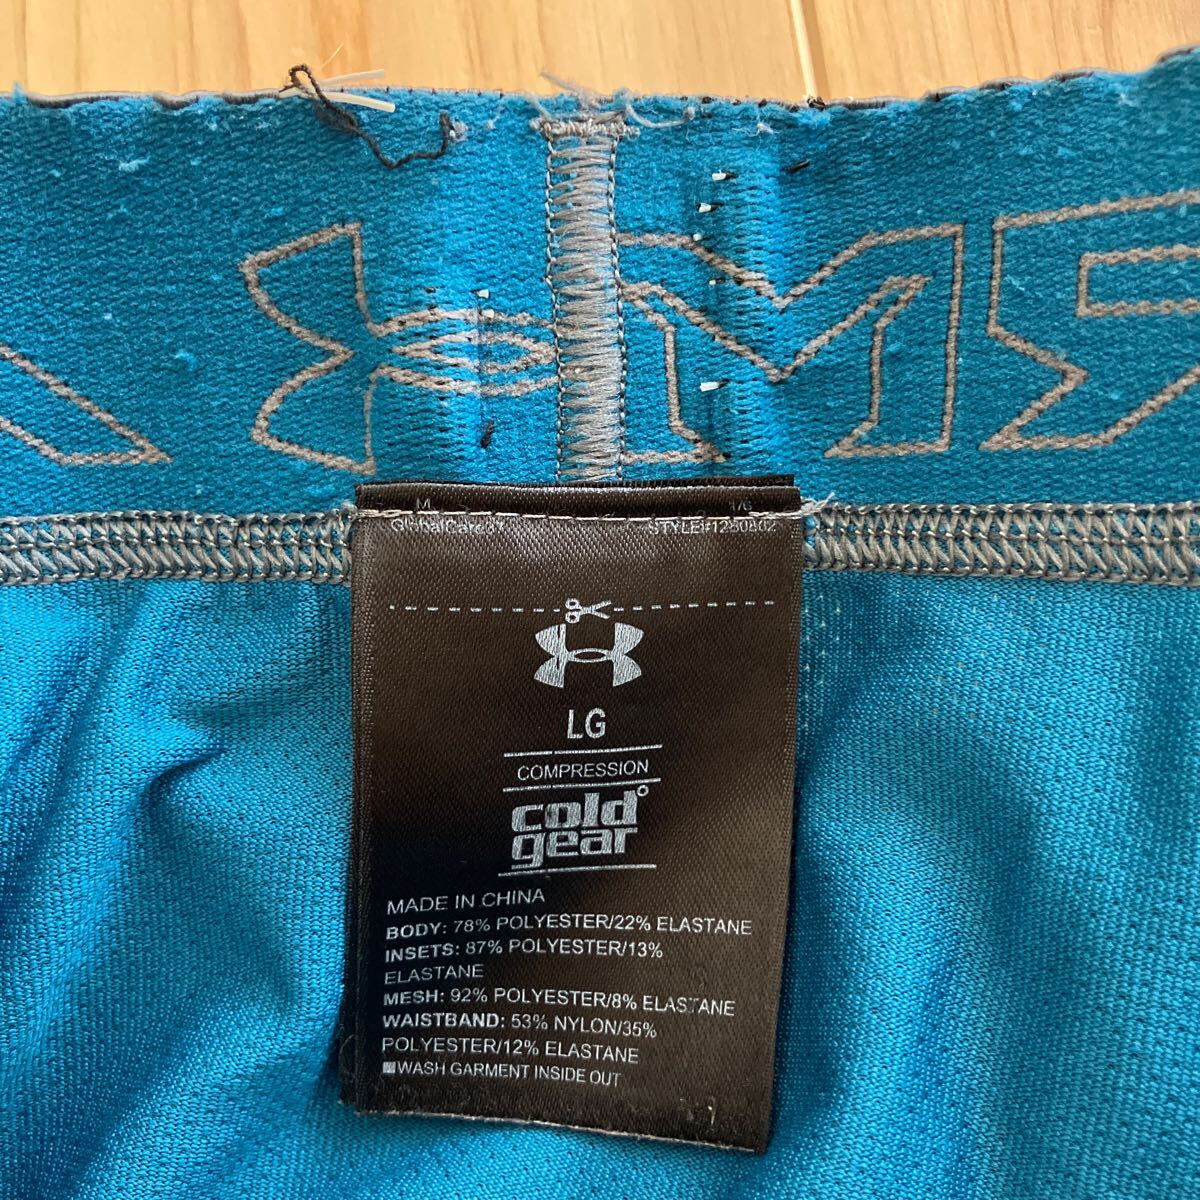 LG
COMPRESSION
cold
gear
MADE IN CHINA
BODY: 78% POLYESTER/22% ELASTANE
INSETS: 87% POLYESTER/13%
ELASTANE
MESH: 92% POLYESTER/8% ELASTANE
WAISTBAND: 53% NYLON/35%
POLYESTER/12% ELASTANE
WASH GARMENT INSIDE OUT